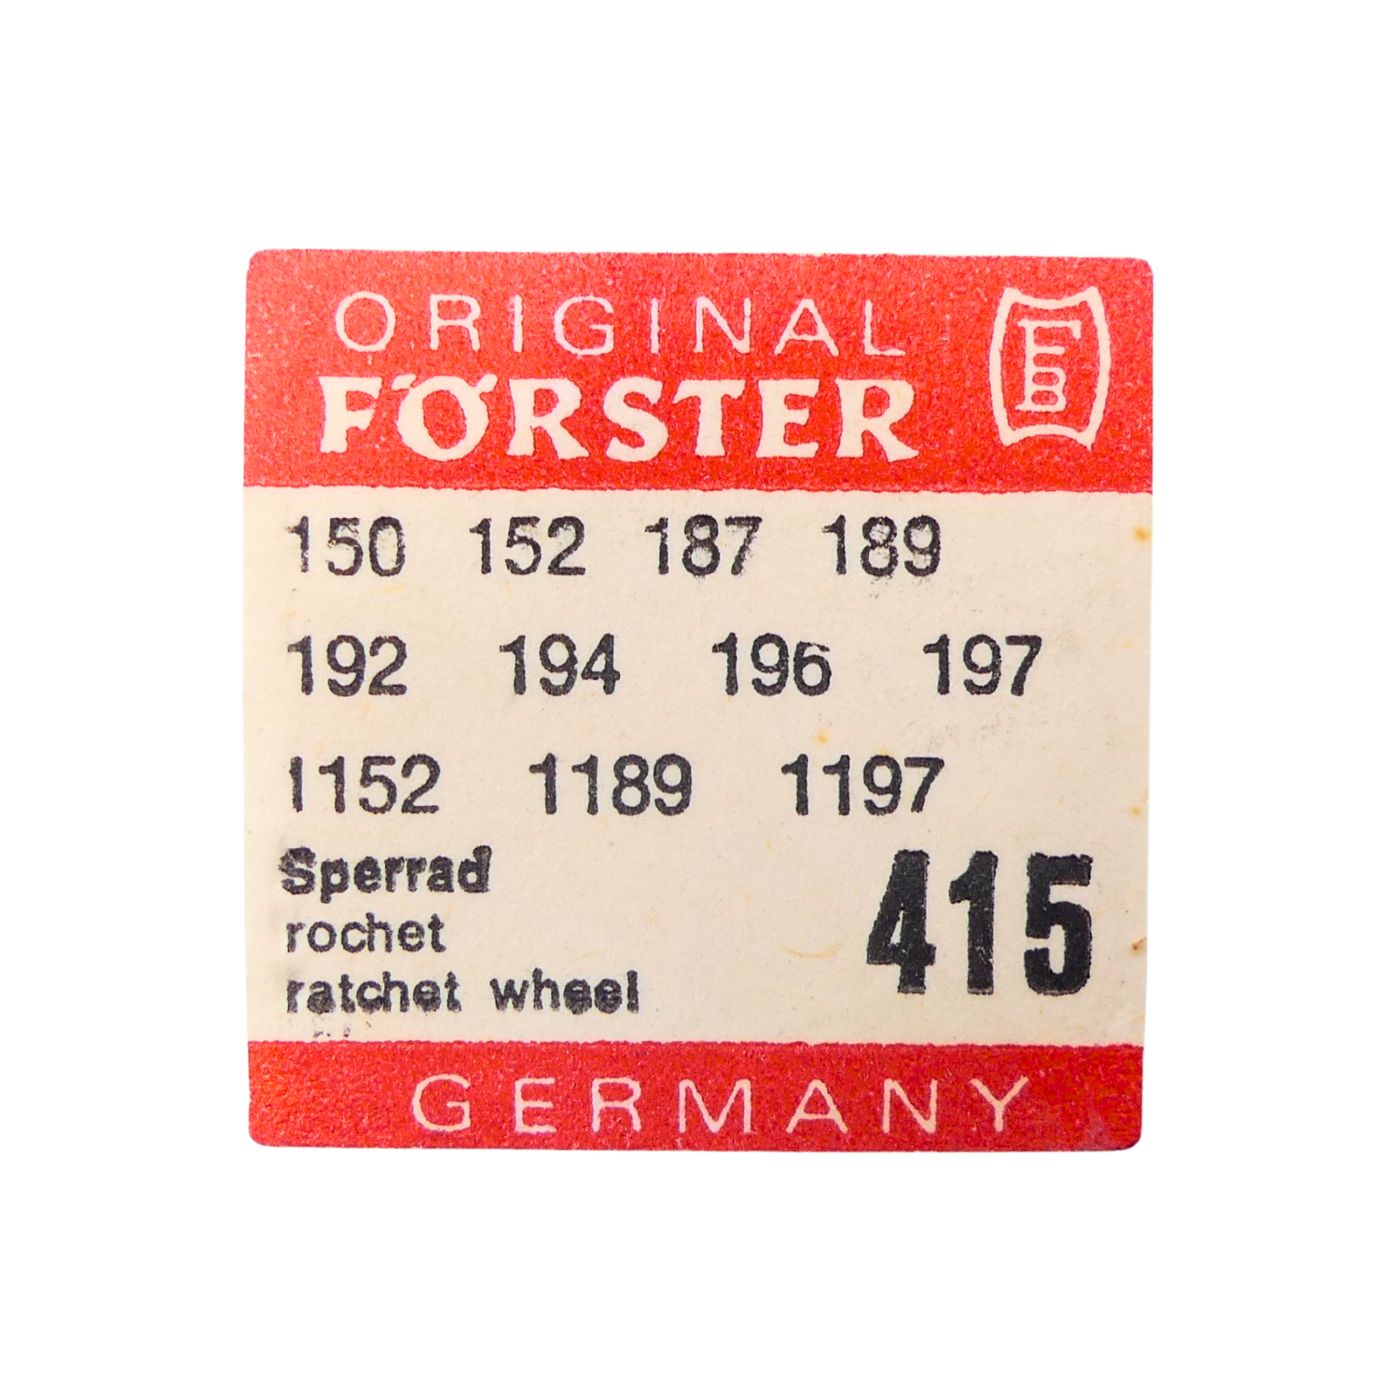 ORIGINAL
FÖRSTER
FB
150 152 187 189
192 194 196 197
1152 1189 1197
Sperrad
rochet
ratchet wheel
415
GERMANY